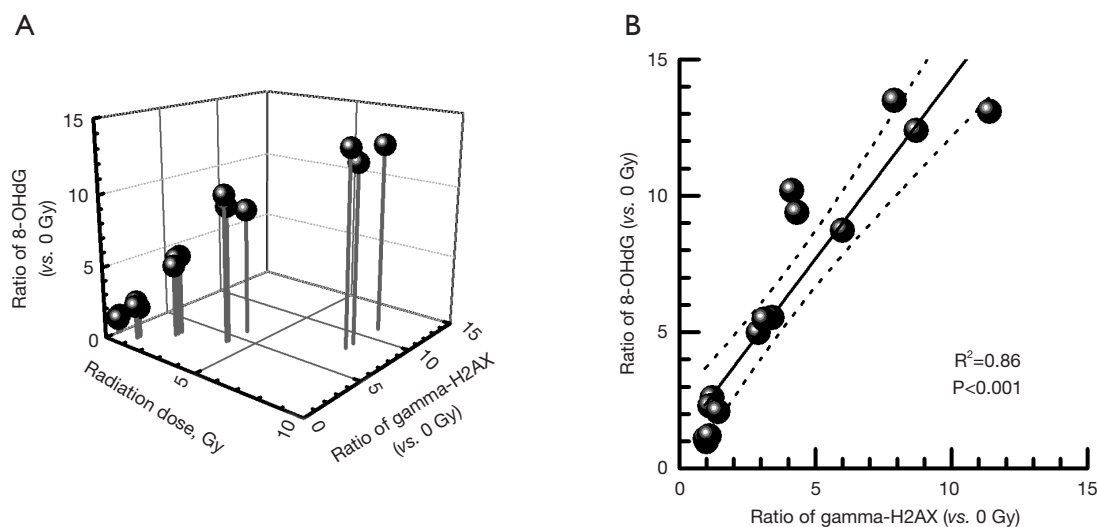 A
15
10
5
0
Ratio of 8-OHdG
(vs. 0 Gy)
Radiation dose, Gy
5
10
0
5
10
15
Ratio of gamma-H2AX
(vs. 0 Gy)
B
15
10
5
0
Ratio of 8-OHdG (vs. 0 Gy)
R²=0.86
P<0.001
0
5
10
15
Ratio of gamma-H2AX (vs. 0 Gy)